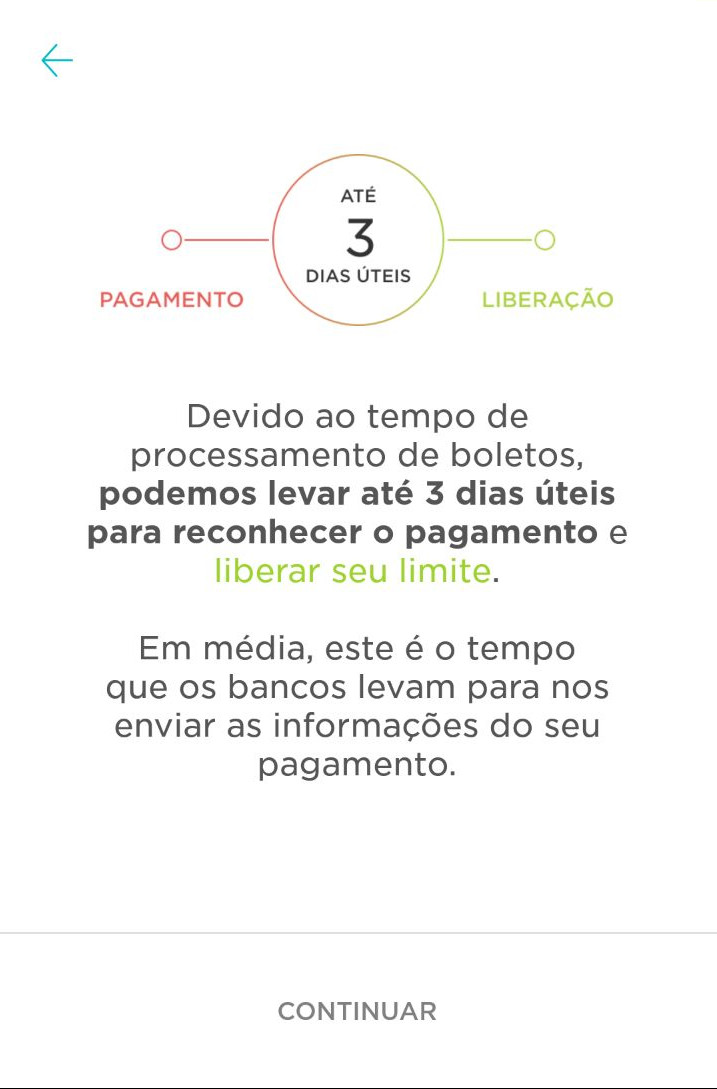 ATÉ
3
DIAS ÚTEIS
PAGAMENTO
LIBERAÇÃO
Devido ao tempo de
processamento de boletos,
podemos levar até 3 dias úteis
para reconhecer o pagamento e
liberar seu limite.
Em média, este é o tempo
que os bancos levam para nos
enviar as informações do seu
pagamento.
CONTINUAR